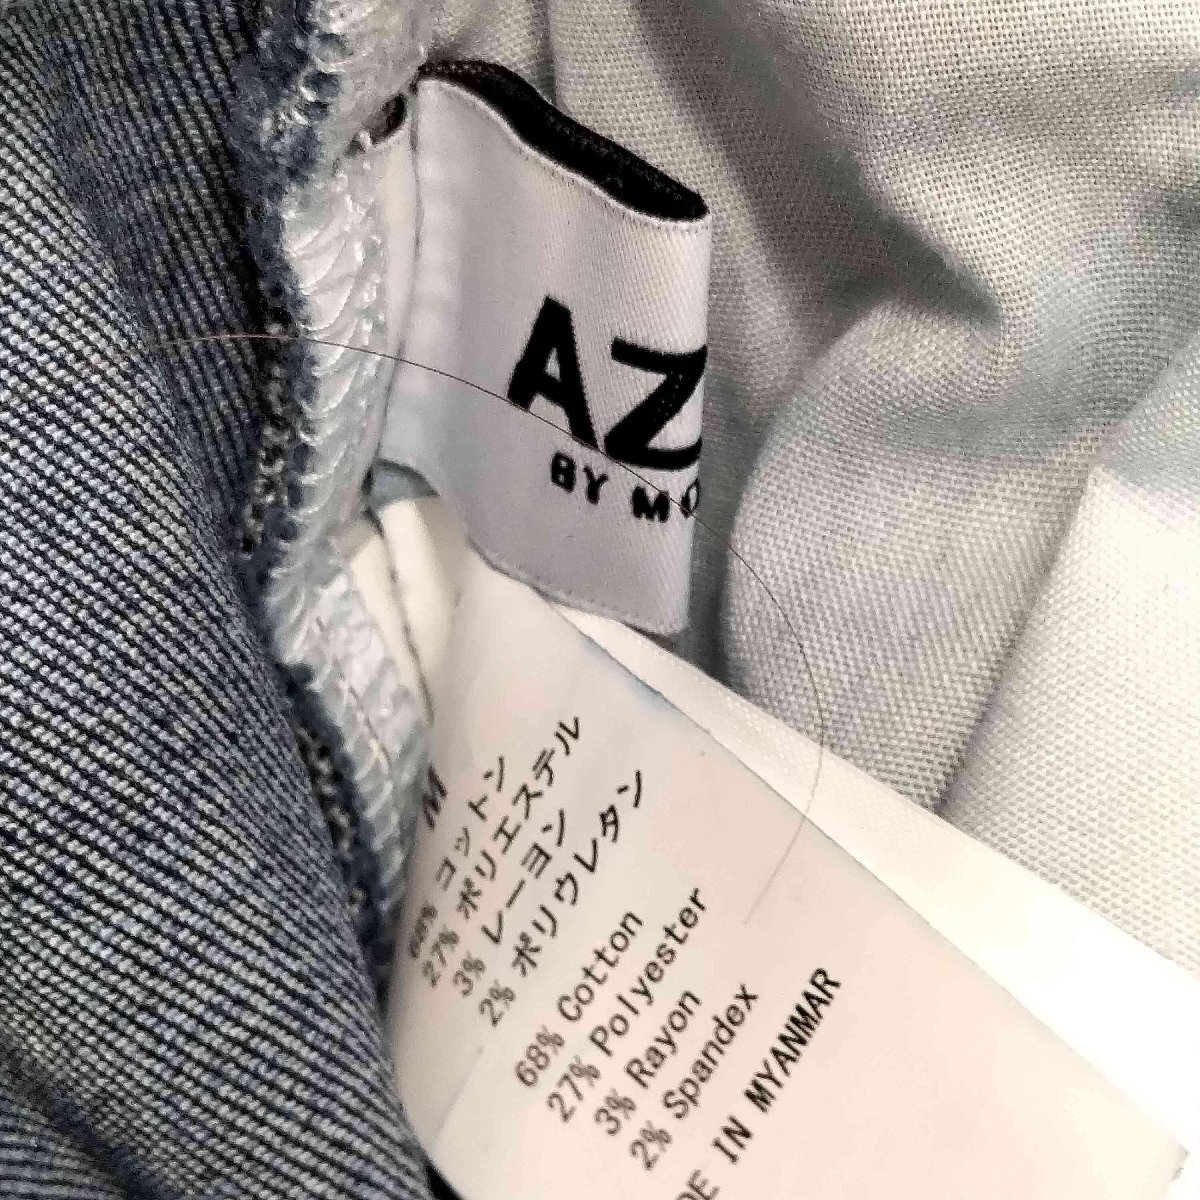 AZ
BY MO
M
68% コットン
27% ポリエステル
3% レーヨン
2% ポリウレタン
68% Cotton
27% Polyester
3% Rayon
2% Spandex
DE IN MYANMAR